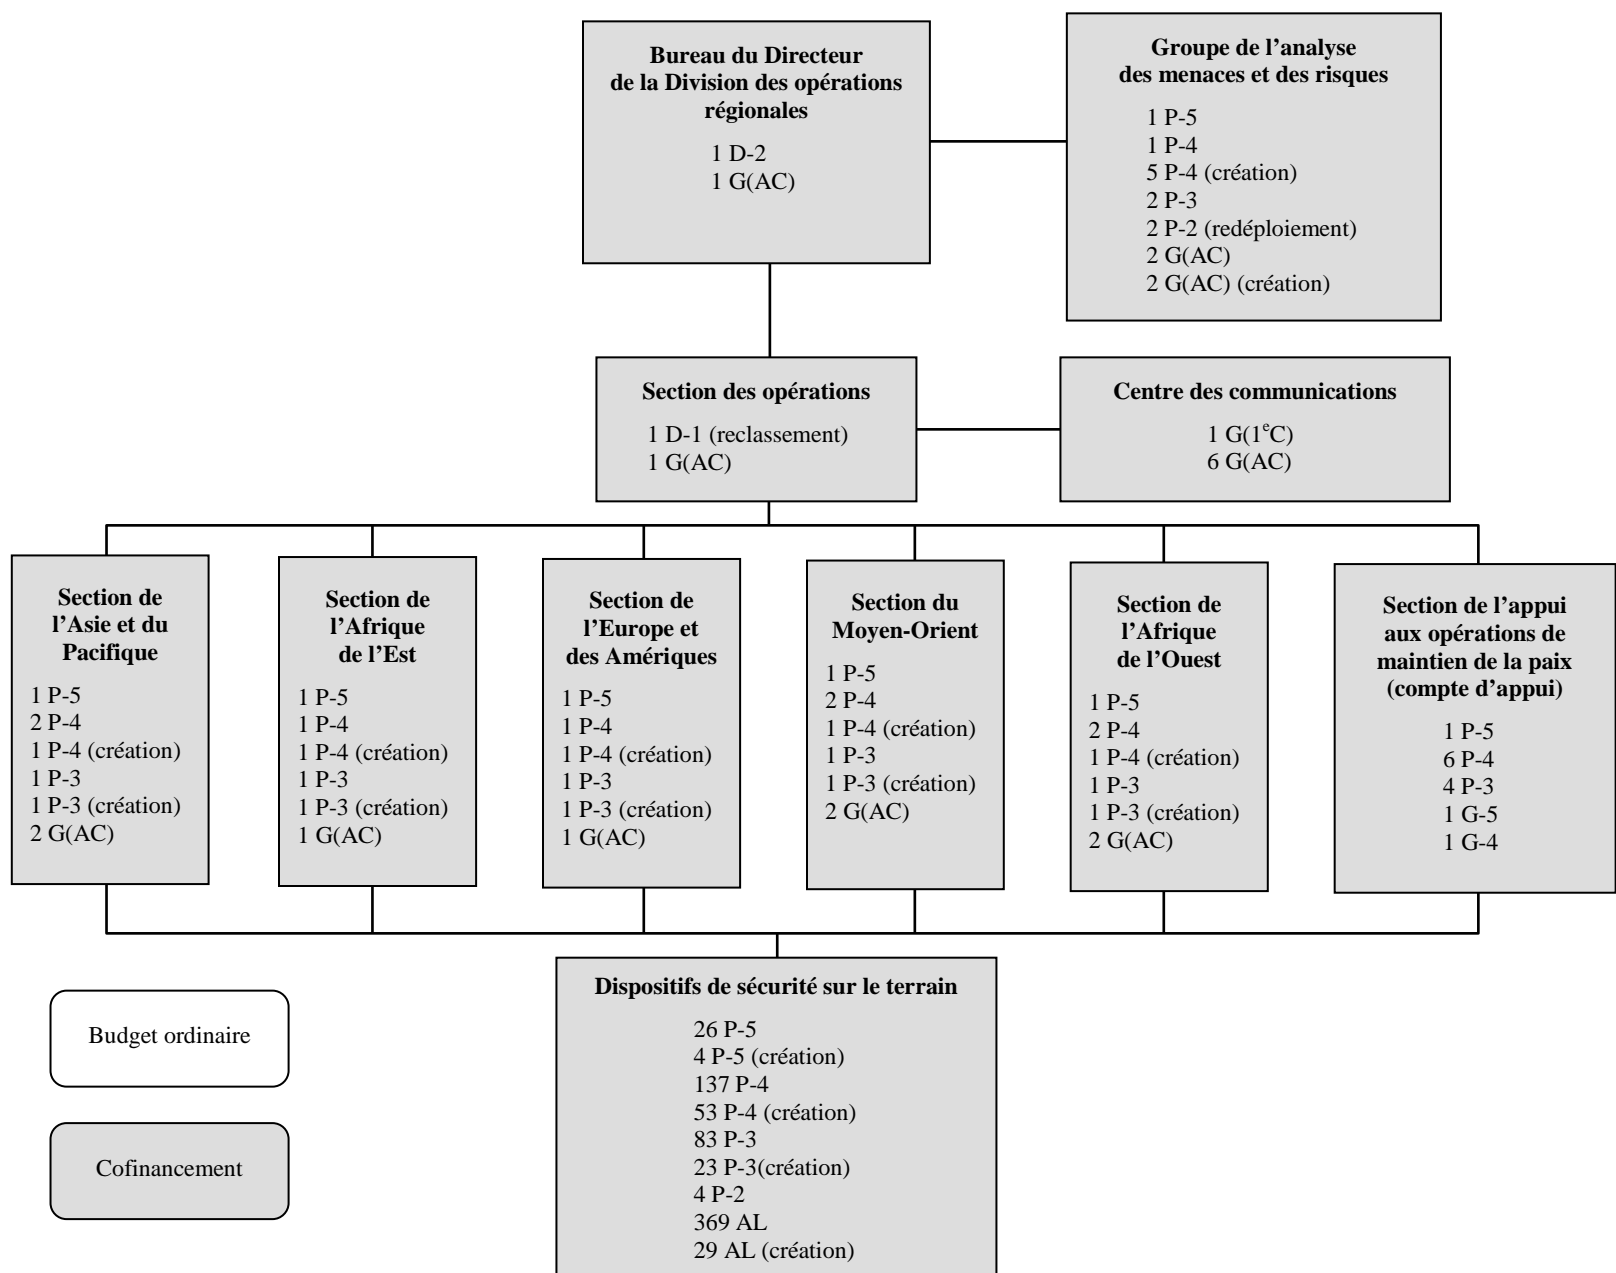 Bureau du Directeur
de la Division des opérations
régionales
1 D-2
1 G(AC)
Groupe de l’analyse
des menaces et des risques
1 P-5
1 P-4
5 P-4 (création)
2 P-3
2 P-2 (redéploiement)
2 G(AC)
2 G(AC) (création)
Section des opérations
1 D-1 (reclassement)
1 G(AC)
Centre des communications
1 G(1eC)
6 G(AC)
Section de
l’Asie et du
Pacifique
1 P-5
2 P-4
1 P-4 (création)
1 P-3
1 P-3 (création)
2 G(AC)
Section de
l’Afrique
de l’Est
1 P-5
1 P-4
1 P-4 (création)
1 P-3
1 P-3 (création)
1 G(AC)
Section de
l’Europe et
des Amériques
1 P-5
1 P-4
1 P-4 (création)
1 P-3
1 P-3 (création)
1 G(AC)
Section du
Moyen-Orient
1 P-5
2 P-4
1 P-4 (création)
1 P-3
1 P-3 (création)
2 G(AC)
Section de
l’Afrique
de l’Ouest
1 P-5
2 P-4
1 P-4 (création)
1 P-3
1 P-3 (création)
2 G(AC)
Section de l’appui
aux opérations de
maintien de la paix
(compte d’appui)
1 P-5
6 P-4
4 P-3
1 G-5
1 G-4
Dispositifs de sécurité sur le terrain
26 P-5
4 P-5 (création)
137 P-4
53 P-4 (création)
83 P-3
23 P-3(création)
4 P-2
369 AL
29 AL (création)
Budget ordinaire
Cofinancement